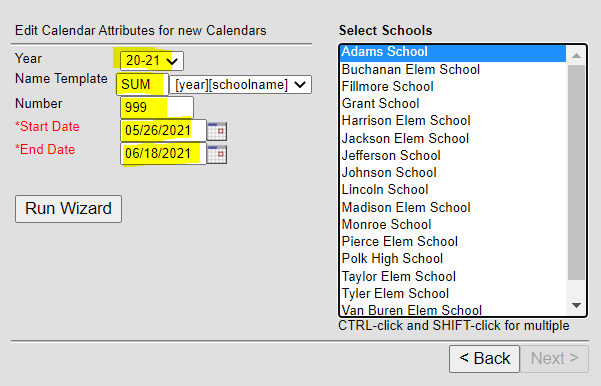 Edit Calendar Attributes for new Calendars
Year 20-21
Name Template SUM [year][schoolname]
Number 999
*Start Date 05/26/2021
*End Date 06/18/2021
Run Wizard
Select Schools
Adams School
Buchanan Elem School
Fillmore School
Grant School
Harrison Elem School
Jackson Elem School
Jefferson School
Johnson School
Lincoln School
Madison Elem School
Monroe School
Pierce Elem School
Polk High School
Taylor Elem School
Tyler Elem School
Van Buren Elem School
CTRL-click and SHIFT-click for multiple
< Back Next >